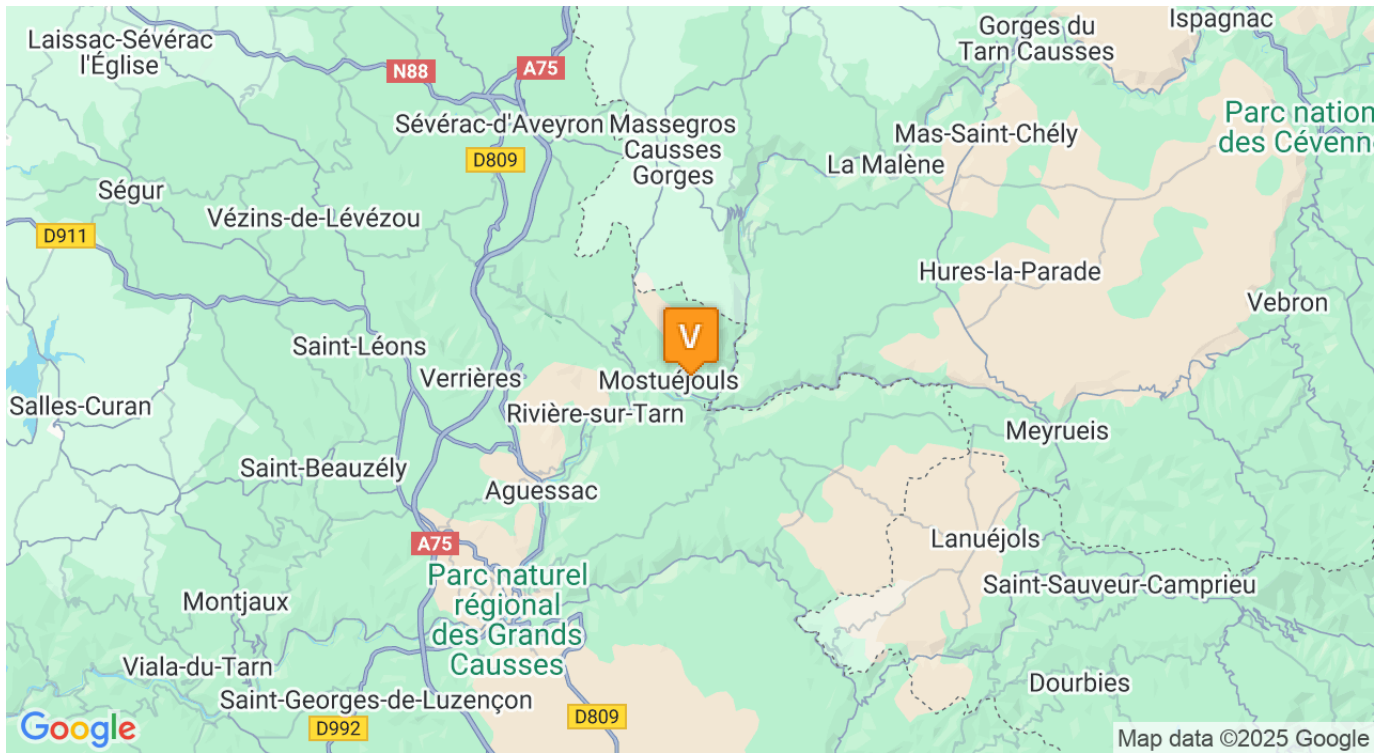 Laissac-Sévérac
l'Église
N88
A75
Gorges du
Tarn Causses
Ispagnac
Sévérac-d'Aveyron
Massegros
Causses
Gorges
Mas-Saint-Chély
Parc nation
des Cévenne
D809
La Malène
Ségur
Vézins-de-Lévézou
D911
Hures-la-Parade
Vebron
V
Saint-Léons
Verrières
Mostuéjouls
Salles-Curan
Rivière-sur-Tarn
Meyrueis
Saint-Beauzély
Aguessac
A75
Lanuéjols
Parc naturel
régional
des Grands
Causses
Saint-Sauveur-Camprieu
Montjaux
Viala-du-Tarn
Dourbies
Saint-Georges-de-Luzençon
D992
D809
Google
Map data ©2025 Google